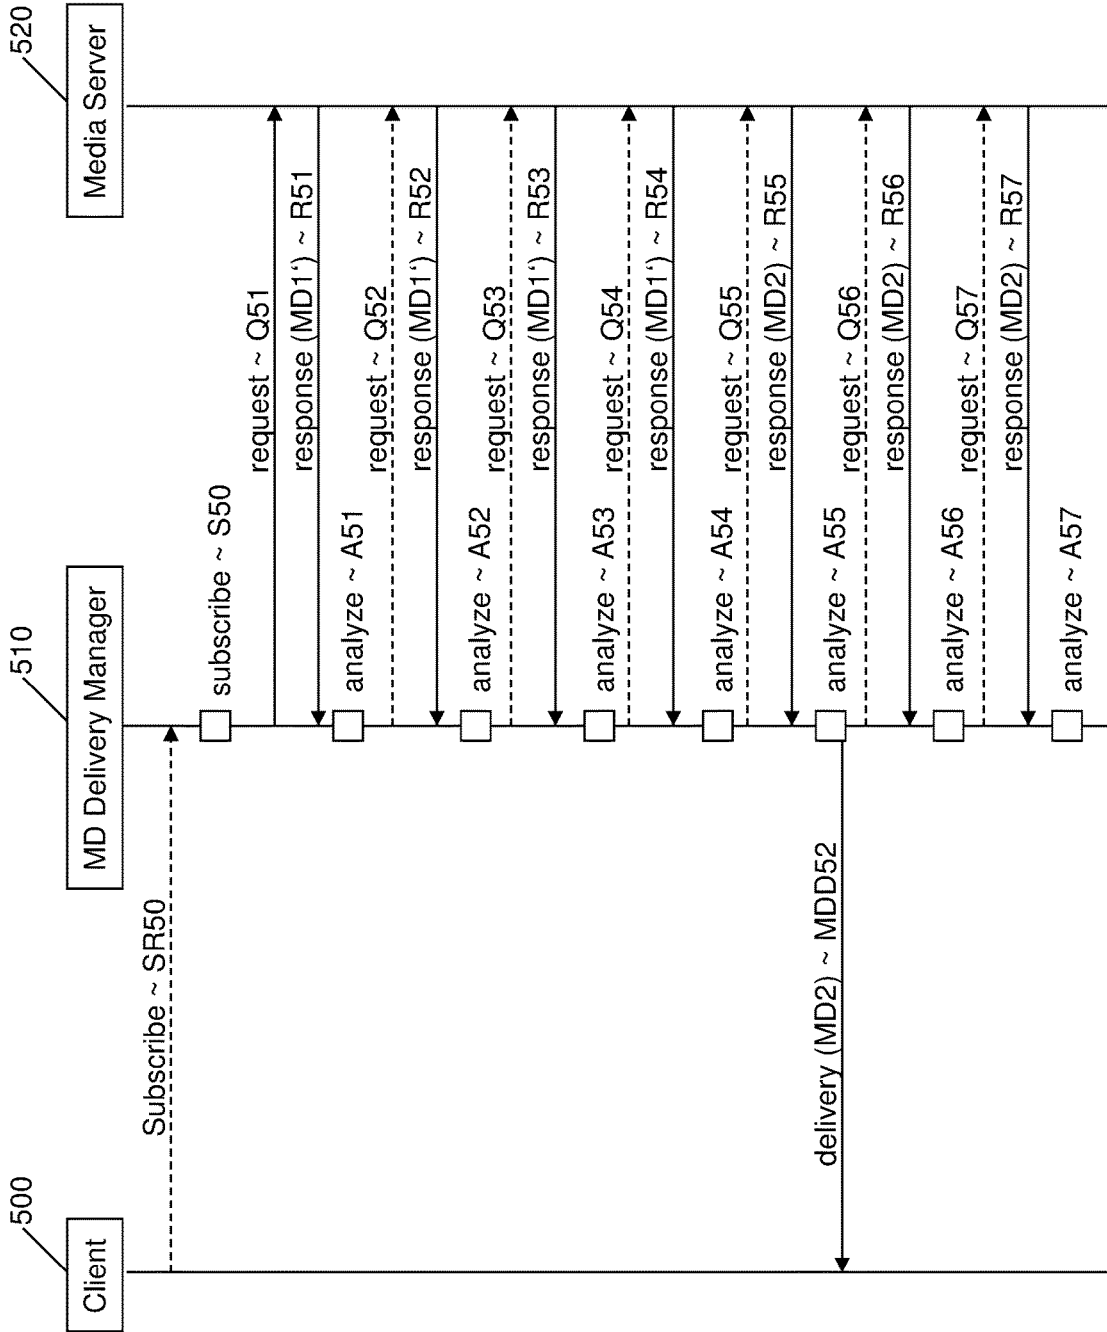 500
Client
510
MD Delivery Manager
520
Media Server
Subscribe ~ SR50
subscribe ~ S50
request ~ Q51
response (MD1‘) ~ R51
analyze ~ A51
request ~ Q52
response (MD1‘) ~ R52
analyze ~ A52
request ~ Q53
response (MD1‘) ~ R53
analyze ~ A53
request ~ Q54
response (MD1‘) ~ R54
analyze ~ A54
request ~ Q55
response (MD2) ~ R55
analyze ~ A55
delivery (MD2) ~ MDD52
request ~ Q56
response (MD2) ~ R56
analyze ~ A56
request ~ Q57
response (MD2) ~ R57
analyze ~ A57